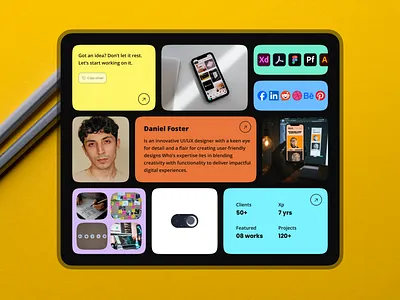 Got an idea? Don't let it rest.
Let's start working on it.
Xd
Pf
A
Bē
Daniel Foster
is an innovative UI/UX designer with a keen eye
for detail and a flair for creating user-friendly
designs Who's expertise lies in blending
creativity with functionality to deliver impactful
digital experiences.
Clients
50+
Xp
7 yrs
Featured
08 works
Projects
120+